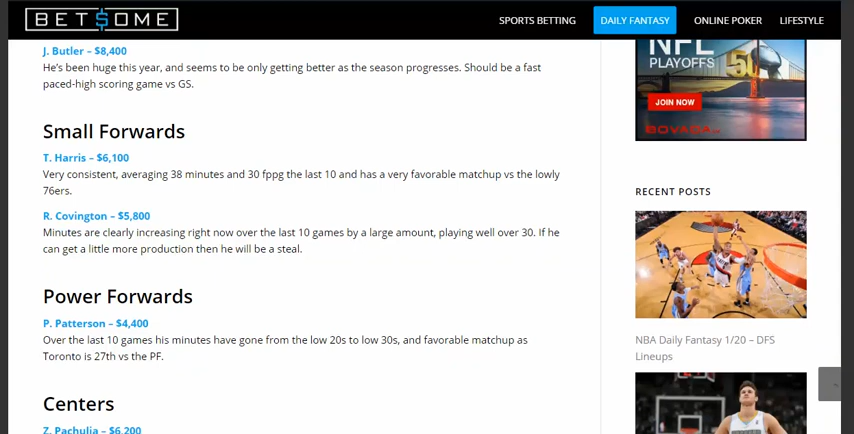 BET$OME
SPORTS BETTING
DAILY FANTASY
ONLINE POKER
LIFESTYLE
J. Butler – $8,400
He's been huge this year, and seems to be only getting better as the season progresses. Should be a fast
paced-high scoring game vs GS.
Small Forwards
T. Harris – $6,100
Very consistent, averaging 38 minutes and 30 fppg the last 10 and has a very favorable matchup vs the lowly
76ers.
R. Covington – $5,800
Minutes are clearly increasing right now over the last 10 games by a large amount, playing well over 30. If he
can get a little more production then he will be a steal.
Power Forwards
P. Patterson – $4,400
Over the last 10 games his minutes have gone from the low 20s to low 30s, and favorable matchup as
Toronto is 27th vs the PF.
Centers
Z. Pachulia – $6,200
NFL
PLAYOFFS
50
JOIN NOW
BOVADA
RECENT POSTS
NBA Daily Fantasy 1/20 – DFS
Lineups